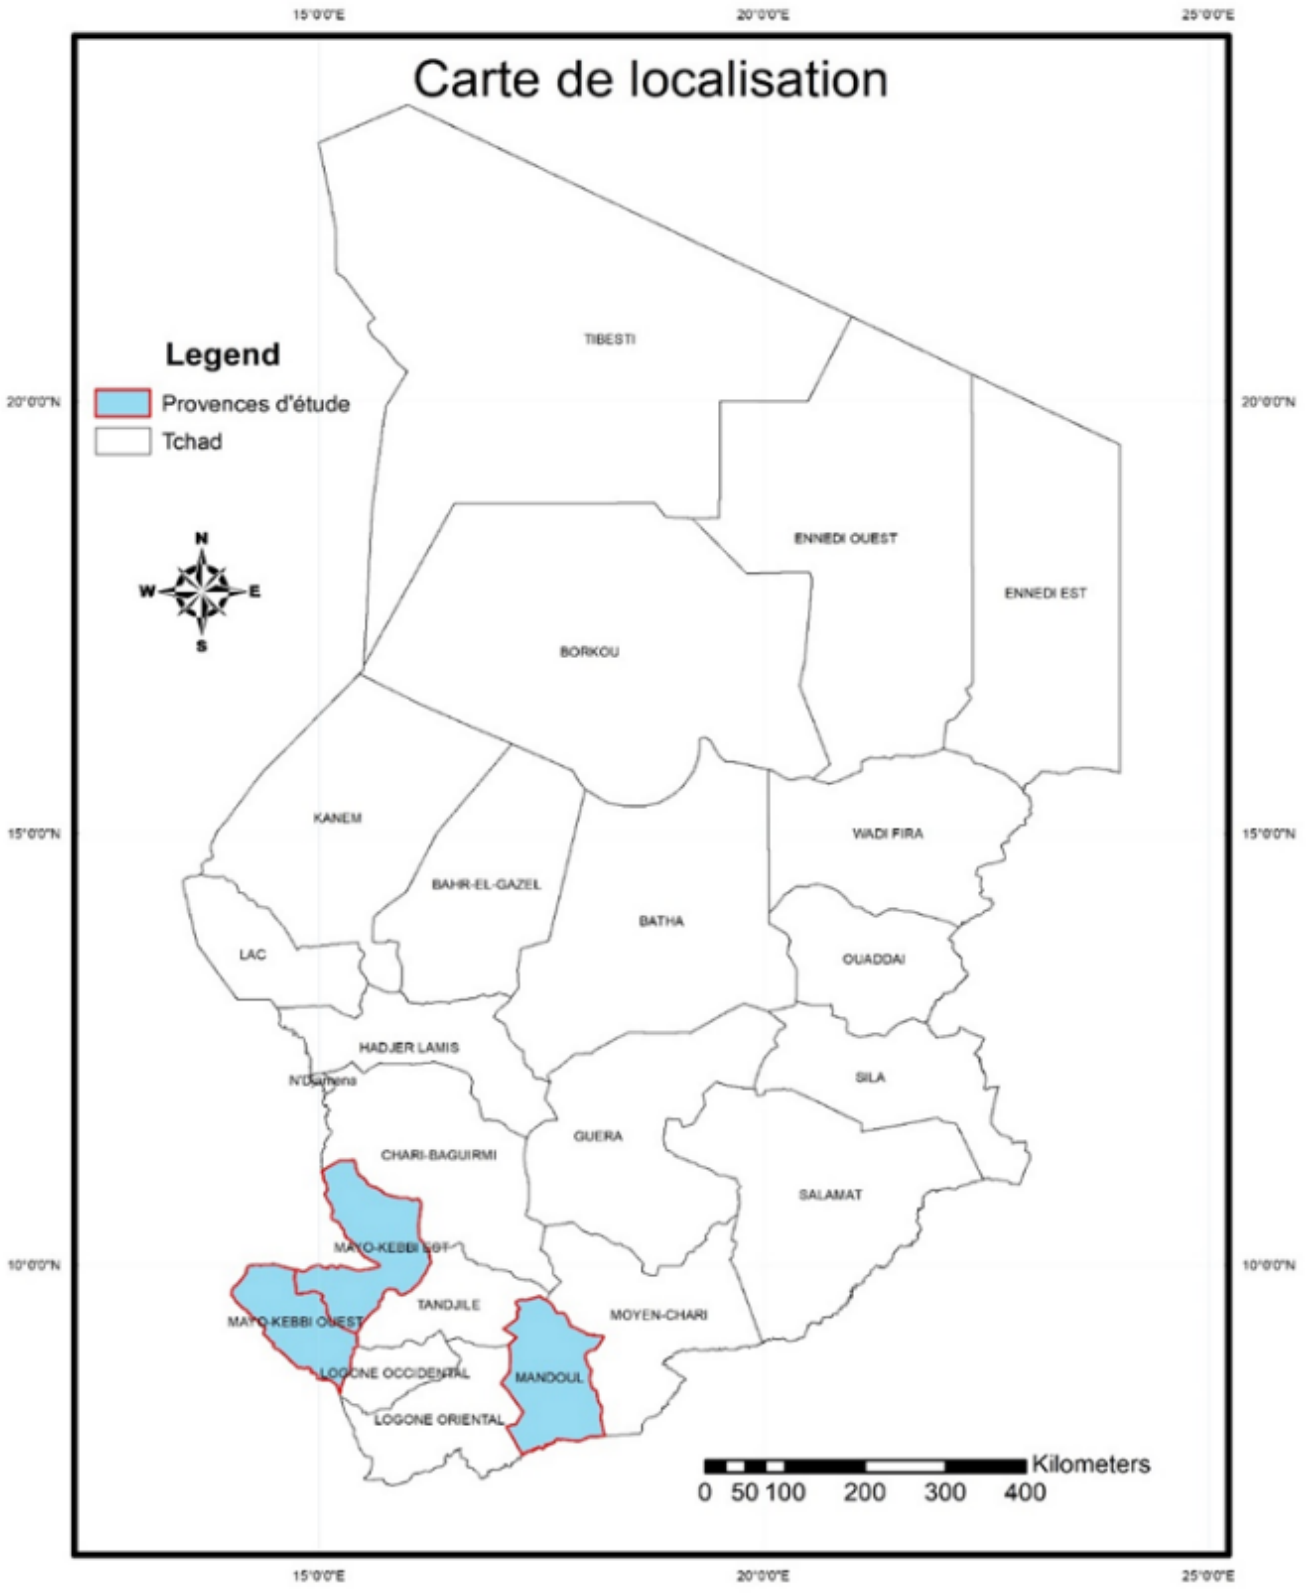 15°0'0"E 20°0'0"E 25°0'0"E
Carte de localisation
TIBESTI
Legend
Provences d'étude
Tchad
20°0'0"N 20°0'0"N
N
W E
S
ENNEDI OUEST
ENNEDI EST
BORKOU
KANEM
15°0'0"N 15°0'0"N
WADI FIRA
BAHR-EL-GAZEL
BATHA
LAC
OUADDAI
HADJER LAMIS
N'Djamena
SILA
GUERA
CHARI-BAGUIRMI
SALAMAT
MAYO-KEBBI EST
10°0'0"N 10°0'0"N
TANDJILE
MOYEN-CHARI
MAYO-KEBBI OUEST
LOGONE OCCIDENTAL
MANDOUL
LOGONE ORIENTAL
Kilometers
0 50 100 200 300 400
15°0'0"E 20°0'0"E 25°0'0"E